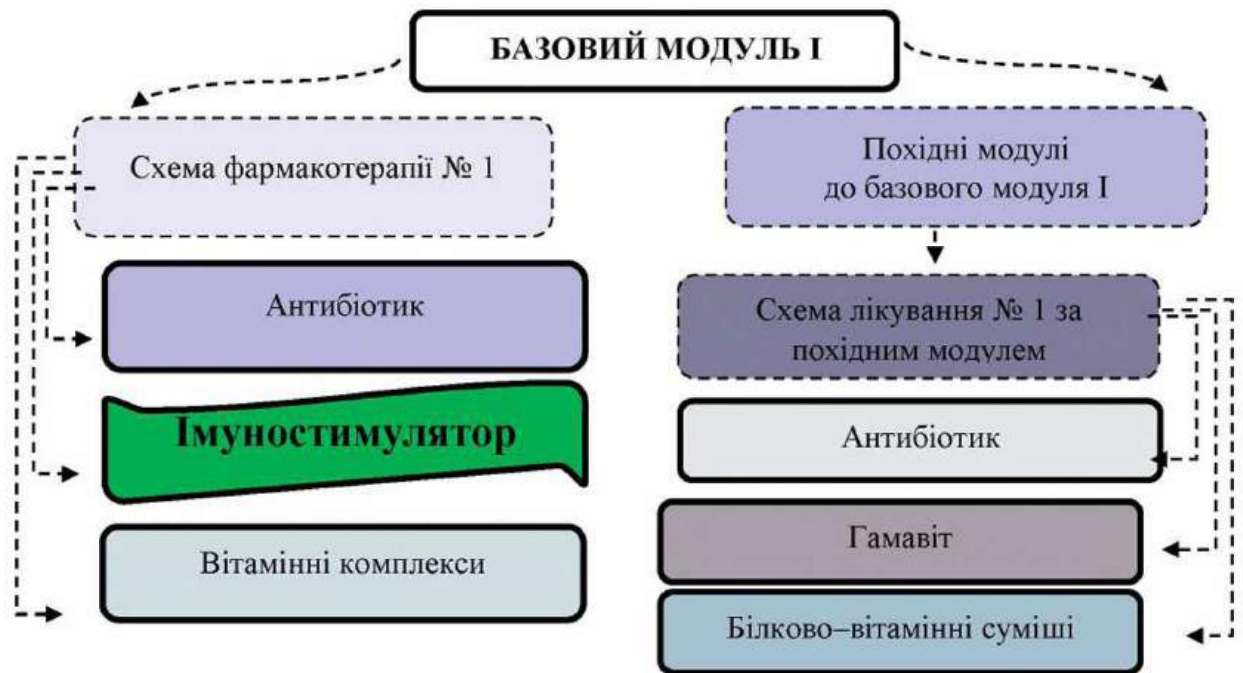 БАЗОВИЙ МОДУЛЬ І
Схема фармакотерапії № 1
Антибіотик
Імуностимулятор
Вітамінні комплекси
Похідні модулі
до базового модуля І
Схема лікування № 1 за
похідним модулем
Антибіотик
Гамавіт
Білково–вітамінні суміші